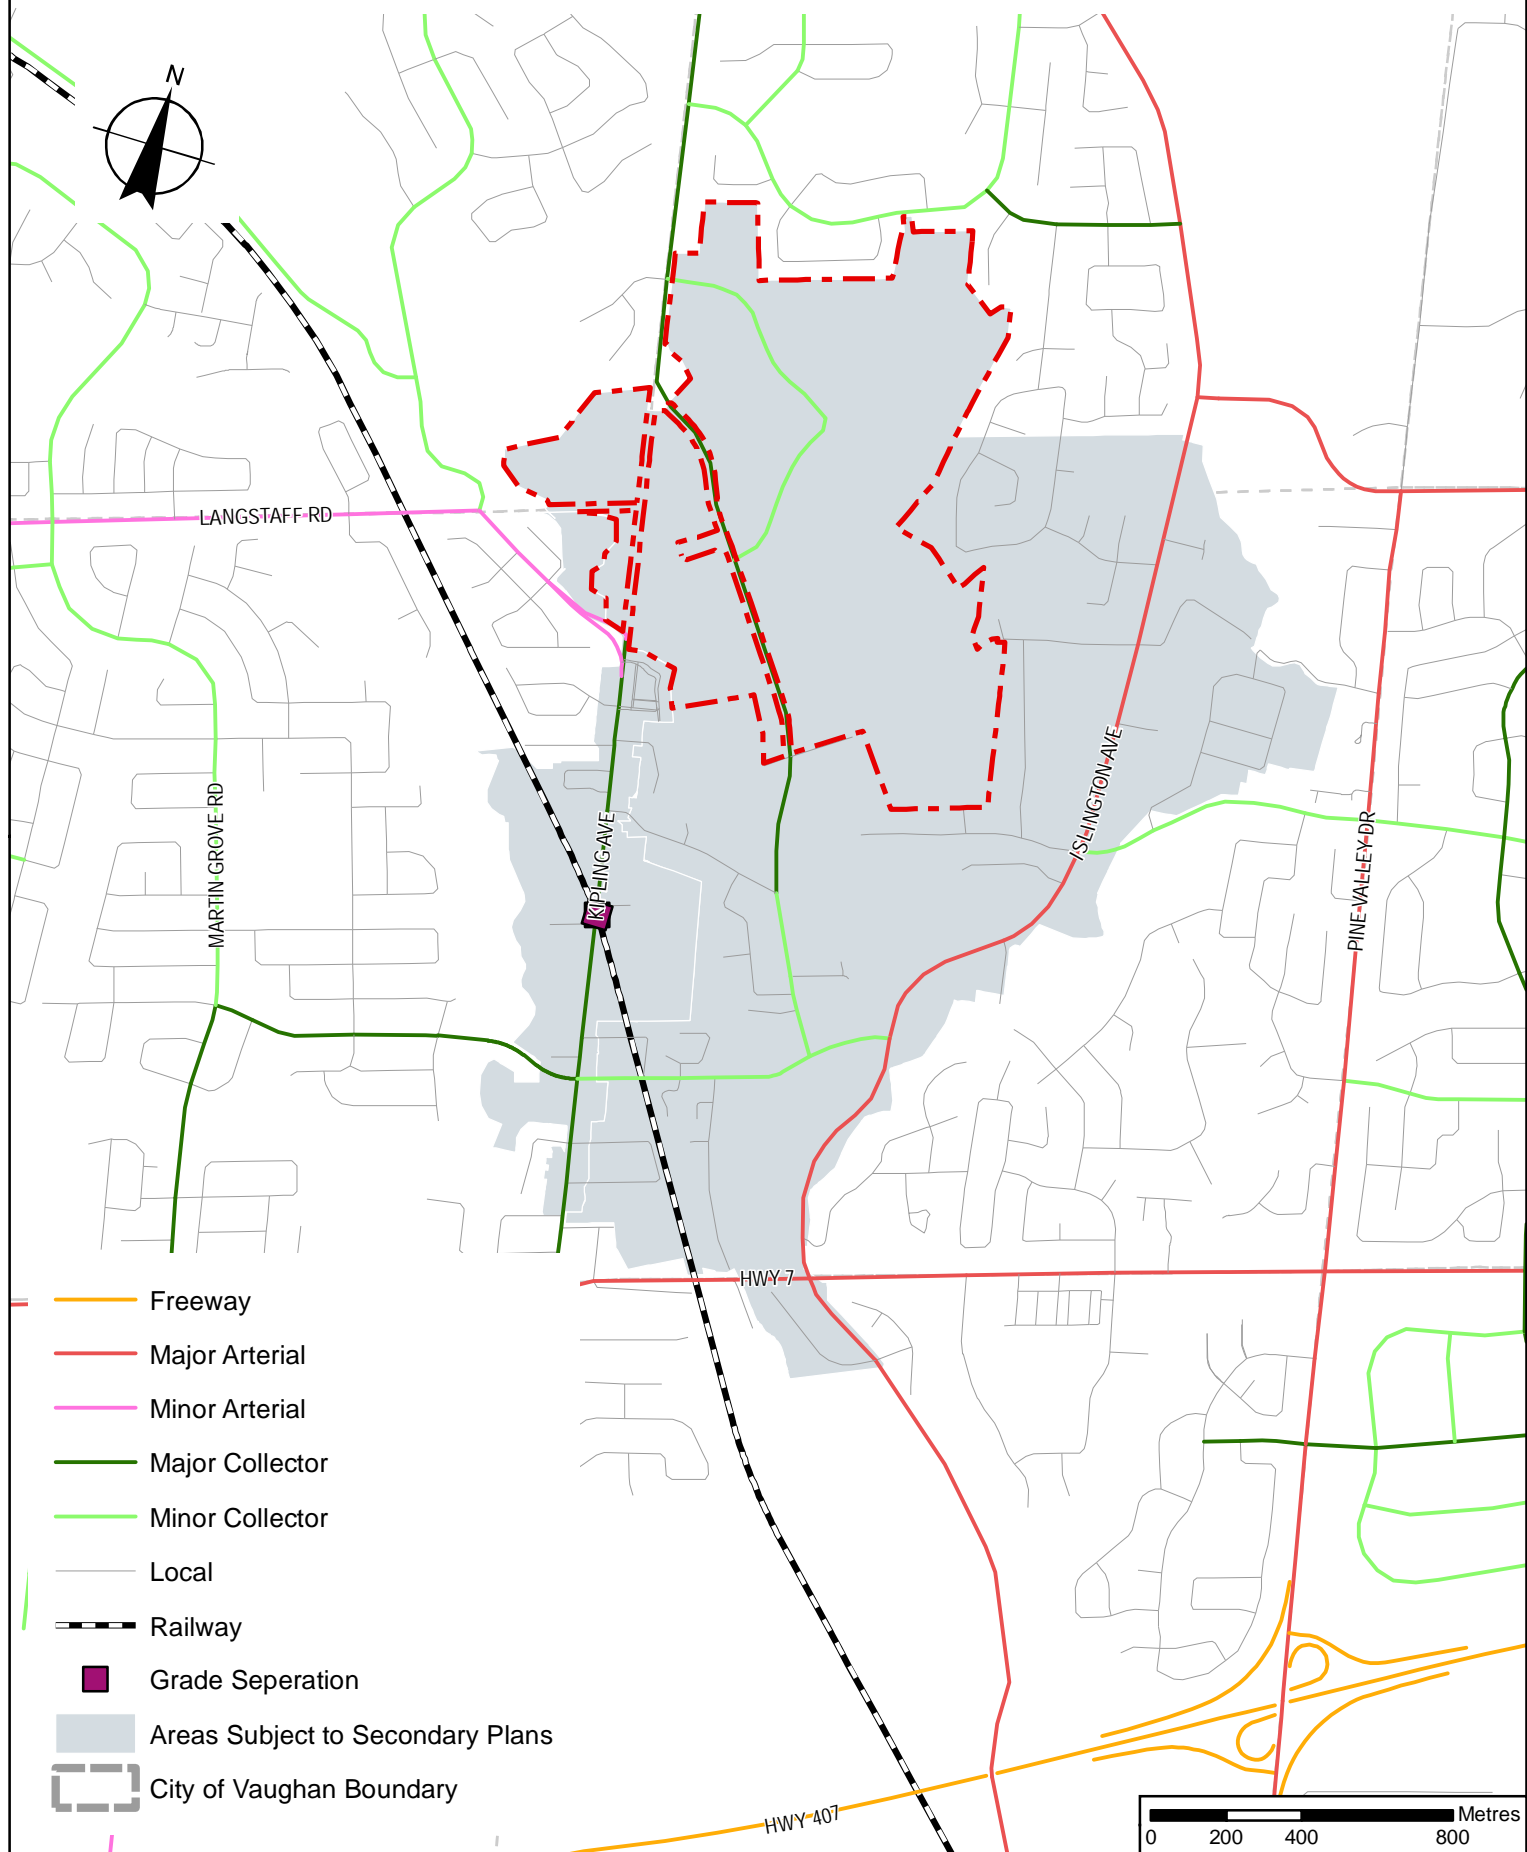 N
LANGSTAFF RD
MARTIN GROVE RD
KIPLING AVE
ISLINGTON AVE
PINE VALLEY DR
HWY 7
Freeway
Major Arterial
Minor Arterial
Major Collector
Minor Collector
Local
Railway
Grade Seperation
Areas Subject to Secondary Plans
City of Vaughan Boundary
HWY 407
Metres
0 200 400 800